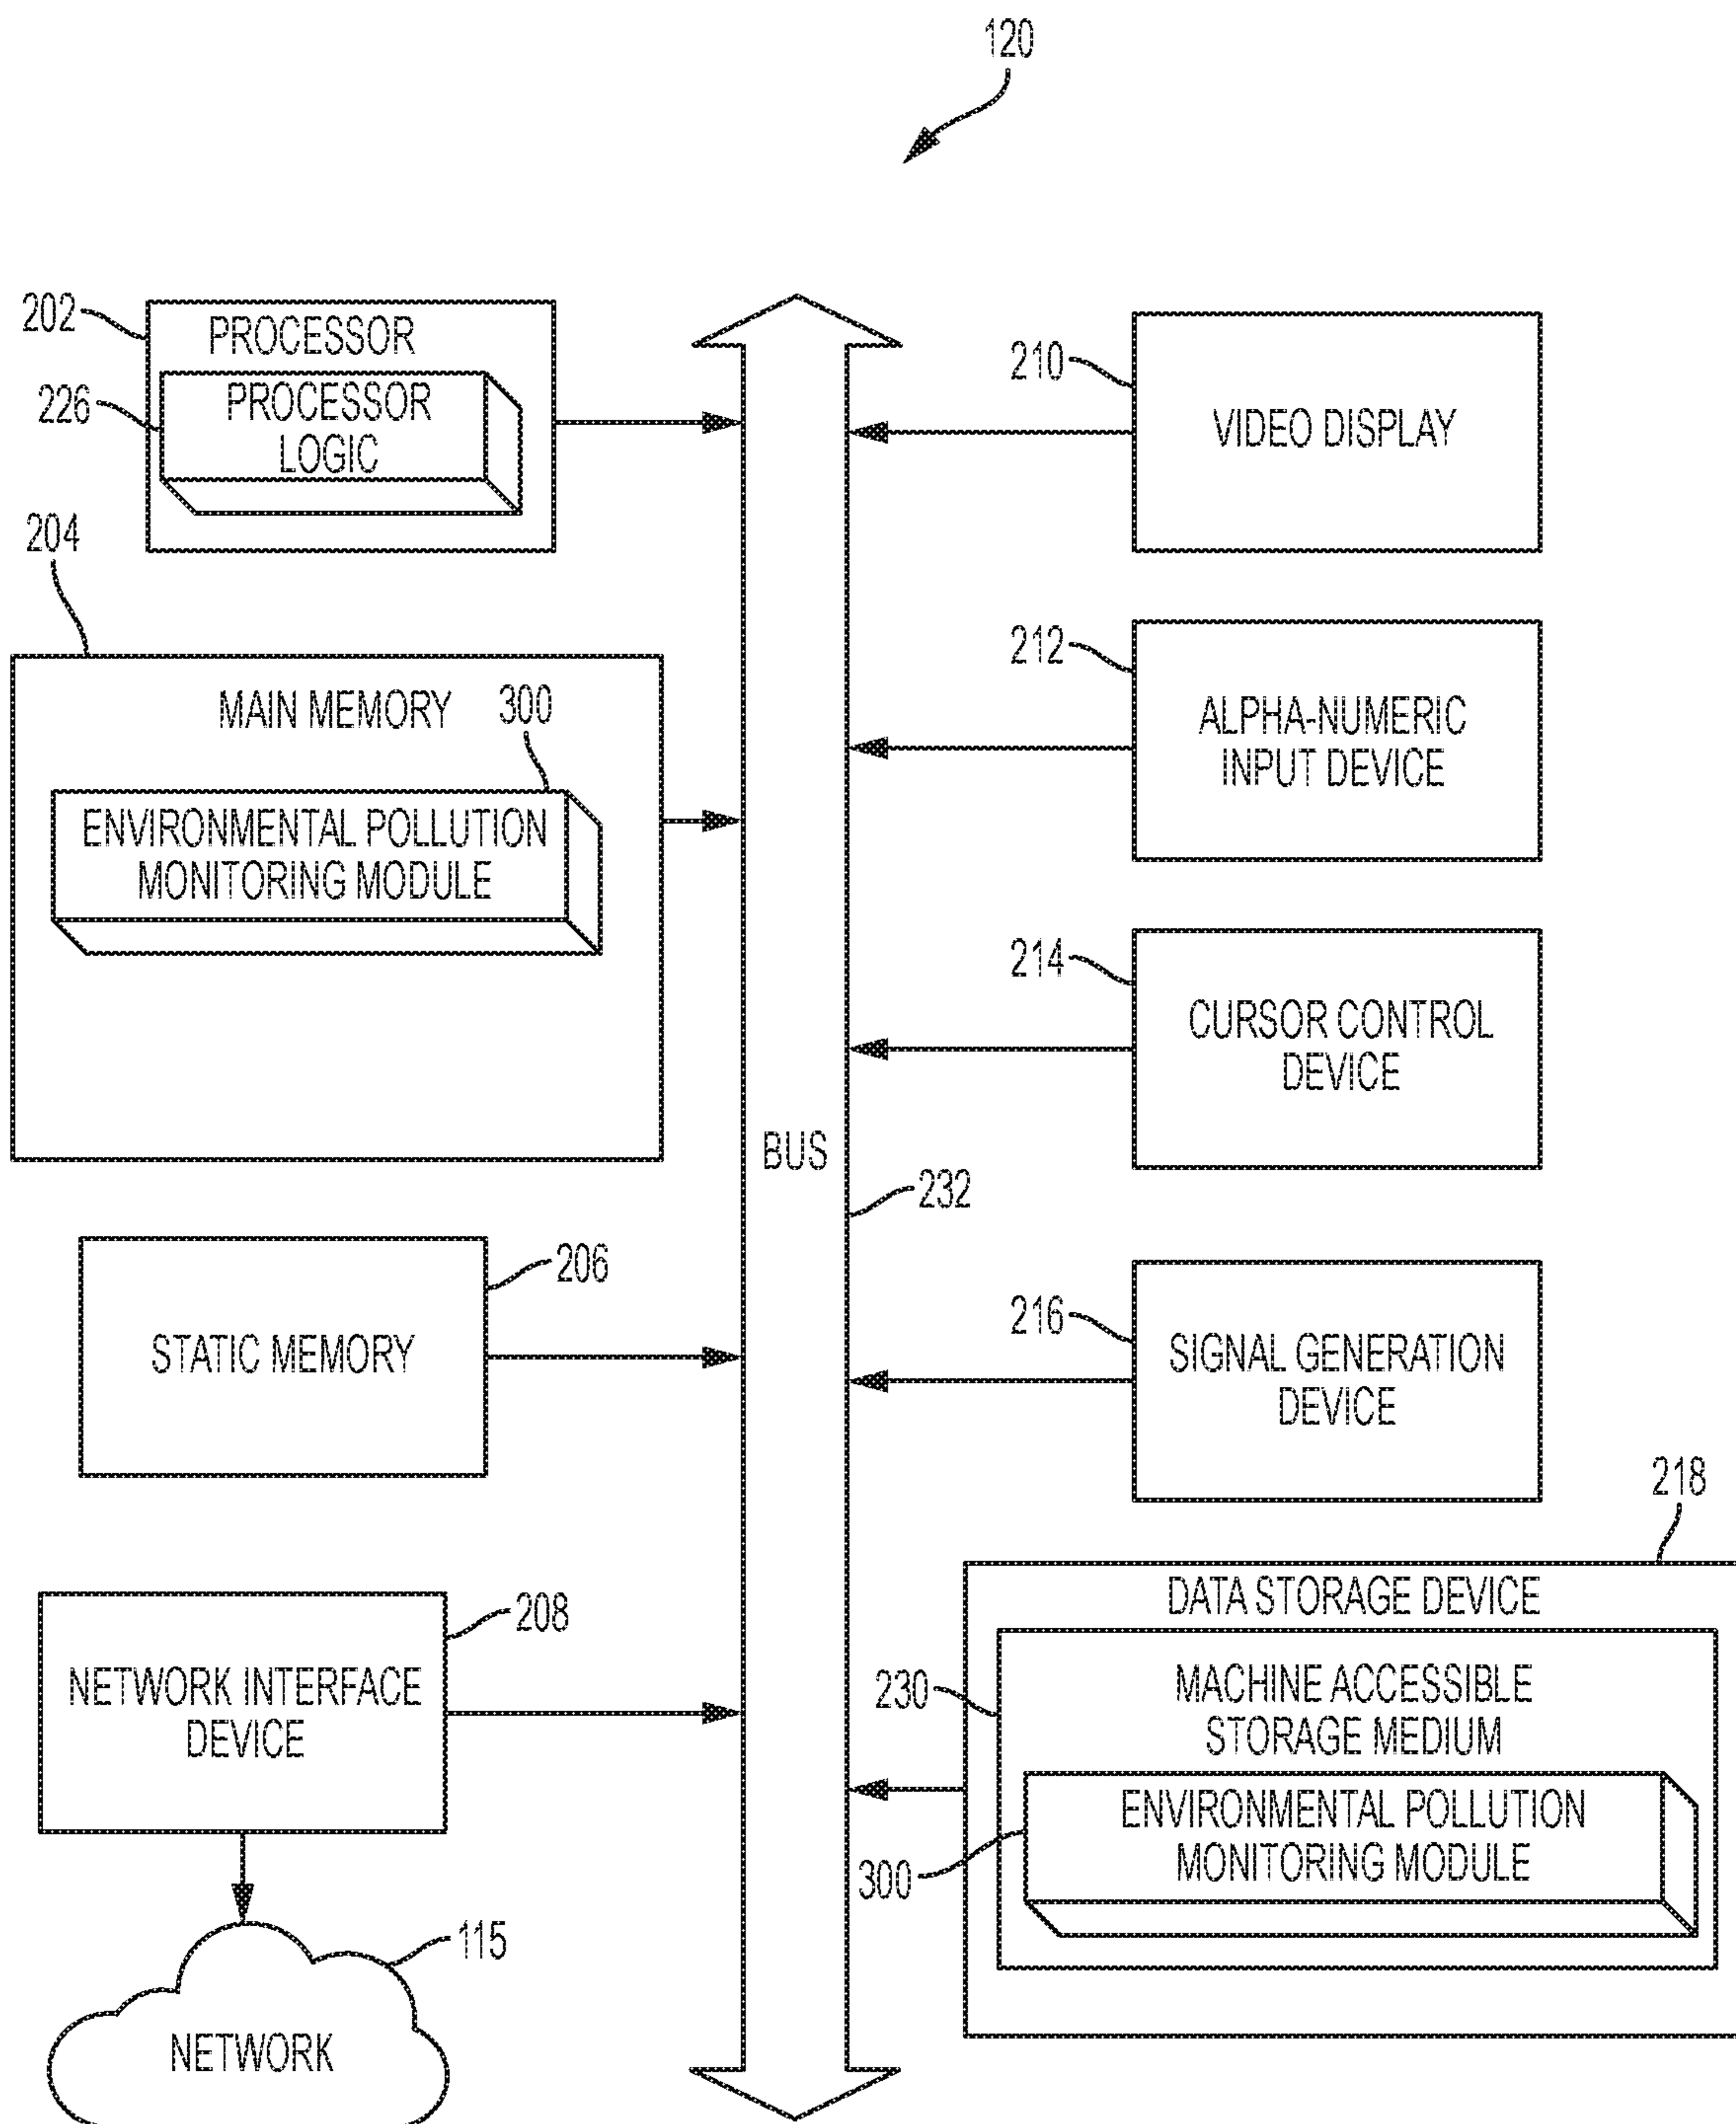 120
202
PROCESSOR
226
PROCESSOR
LOGIC
204
MAIN MEMORY
300
ENVIRONMENTAL POLLUTION
MONITORING MODULE
206
STATIC MEMORY
208
NETWORK INTERFACE
DEVICE
115
NETWORK
BUS
232
210
VIDEO DISPLAY
212
ALPHA-NUMERIC
INPUT DEVICE
214
CURSOR CONTROL
DEVICE
216
SIGNAL GENERATION
DEVICE
218
DATA STORAGE DEVICE
230
MACHINE ACCESSIBLE
STORAGE MEDIUM
300
ENVIRONMENTAL POLLUTION
MONITORING MODULE